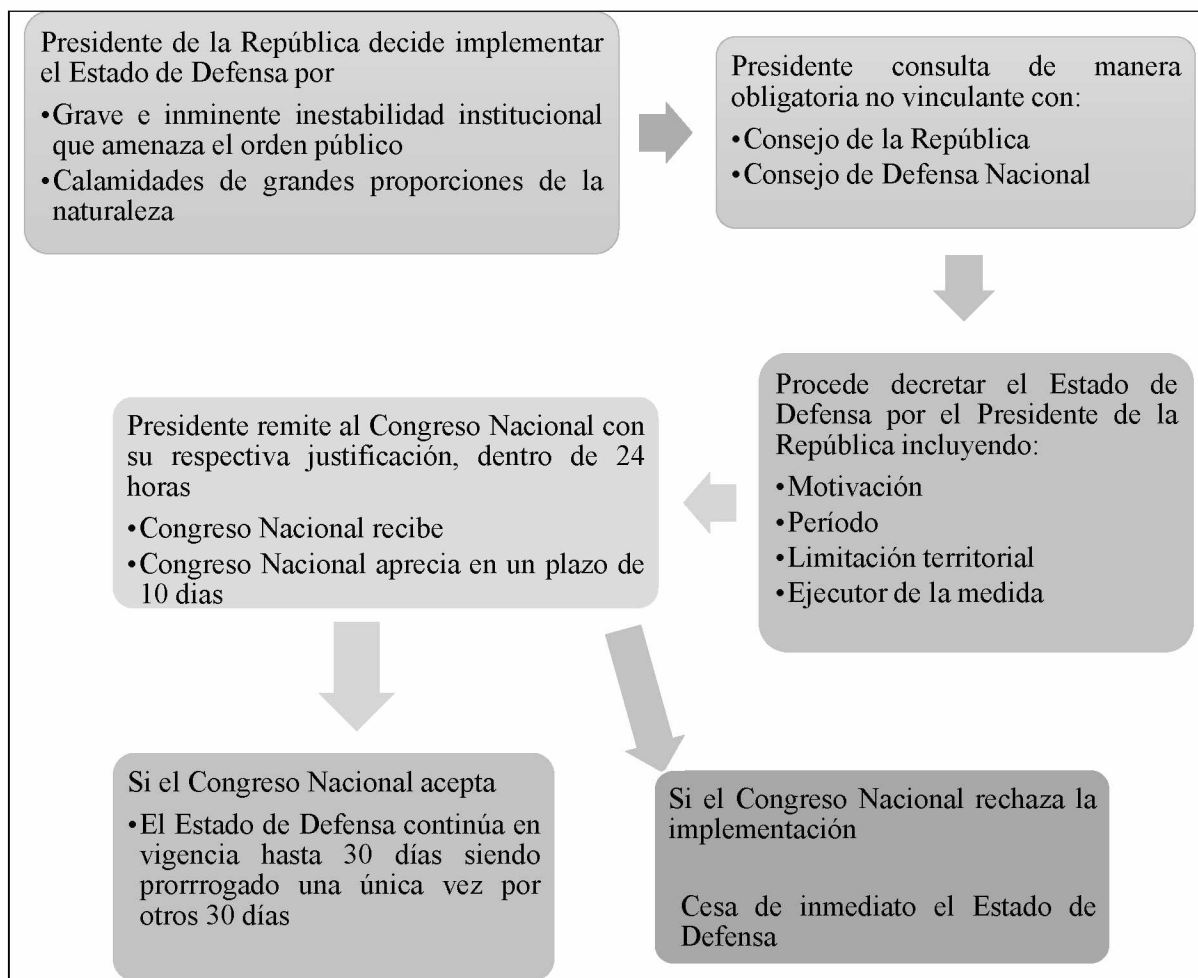 Presidente de la República decide implementar
el Estado de Defensa por
•Grave e inminente inestabilidad institucional
que amenaza el orden público
•Calamidades de grandes proporciones de la
naturaleza
Presidente consulta de manera
obligatoria no vinculante con:
•Consejo de la República
•Consejo de Defensa Nacional
Procede decretar el Estado de
Defensa por el Presidente de la
República incluyendo:
•Motivación
•Período
•Limitación territorial
•Ejecutor de la medida
Presidente remite al Congreso Nacional con
su respectiva justificación, dentro de 24
horas
•Congreso Nacional recibe
•Congreso Nacional aprecia en un plazo de
10 dias
Si el Congreso Nacional acepta
•El Estado de Defensa continúa en
vigencia hasta 30 días siendo
prorrrogado una única vez por
otros 30 días
Si el Congreso Nacional rechaza la
implementación
Cesa de inmediato el Estado de
Defensa